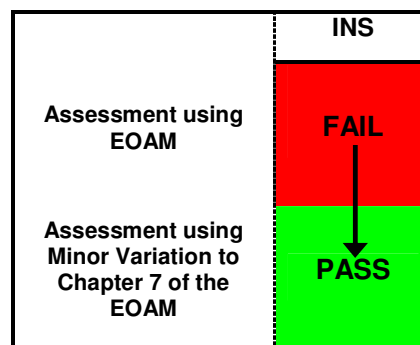 INS
Assessment using
EOAM
FAIL
Assessment using
Minor Variation to
Chapter 7 of the
EOAM
PASS